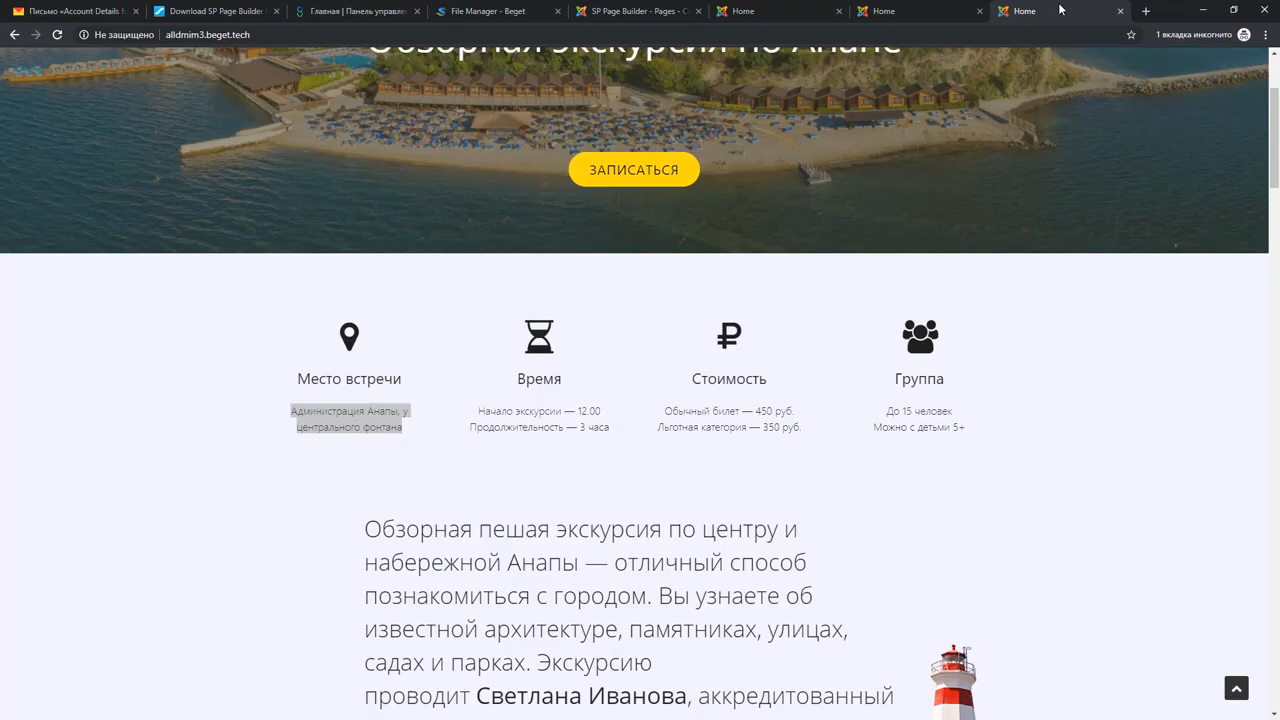 Письмо «Account Details f
Download SP Page Builder
Главная | Панель управле
File Manager - Beget
SP Page Builder - Pages - C
Home
Home
Home
Не защищено
alldmim3.beget.tech
1 вкладка инкогнито
Обзорная экскурсия по Анапе
ЗАПИСАТЬСЯ
Место встречи
Администрация Анапы, у
центрального фонтана
Время
Начало экскурсии — 12.00
Продолжительность — 3 часа
Стоимость
Обычный билет — 450 руб.
Льготная категория — 350 руб.
Группа
До 15 человек
Можно с детьми 5+
Обзорная пешая экскурсия по центру и
набережной Анапы — отличный способ
познакомиться с городом. Вы узнаете об
известной архитектуре, памятниках, улицах,
садах и парках. Экскурсию
проводит Светлана Иванова, аккредитованный